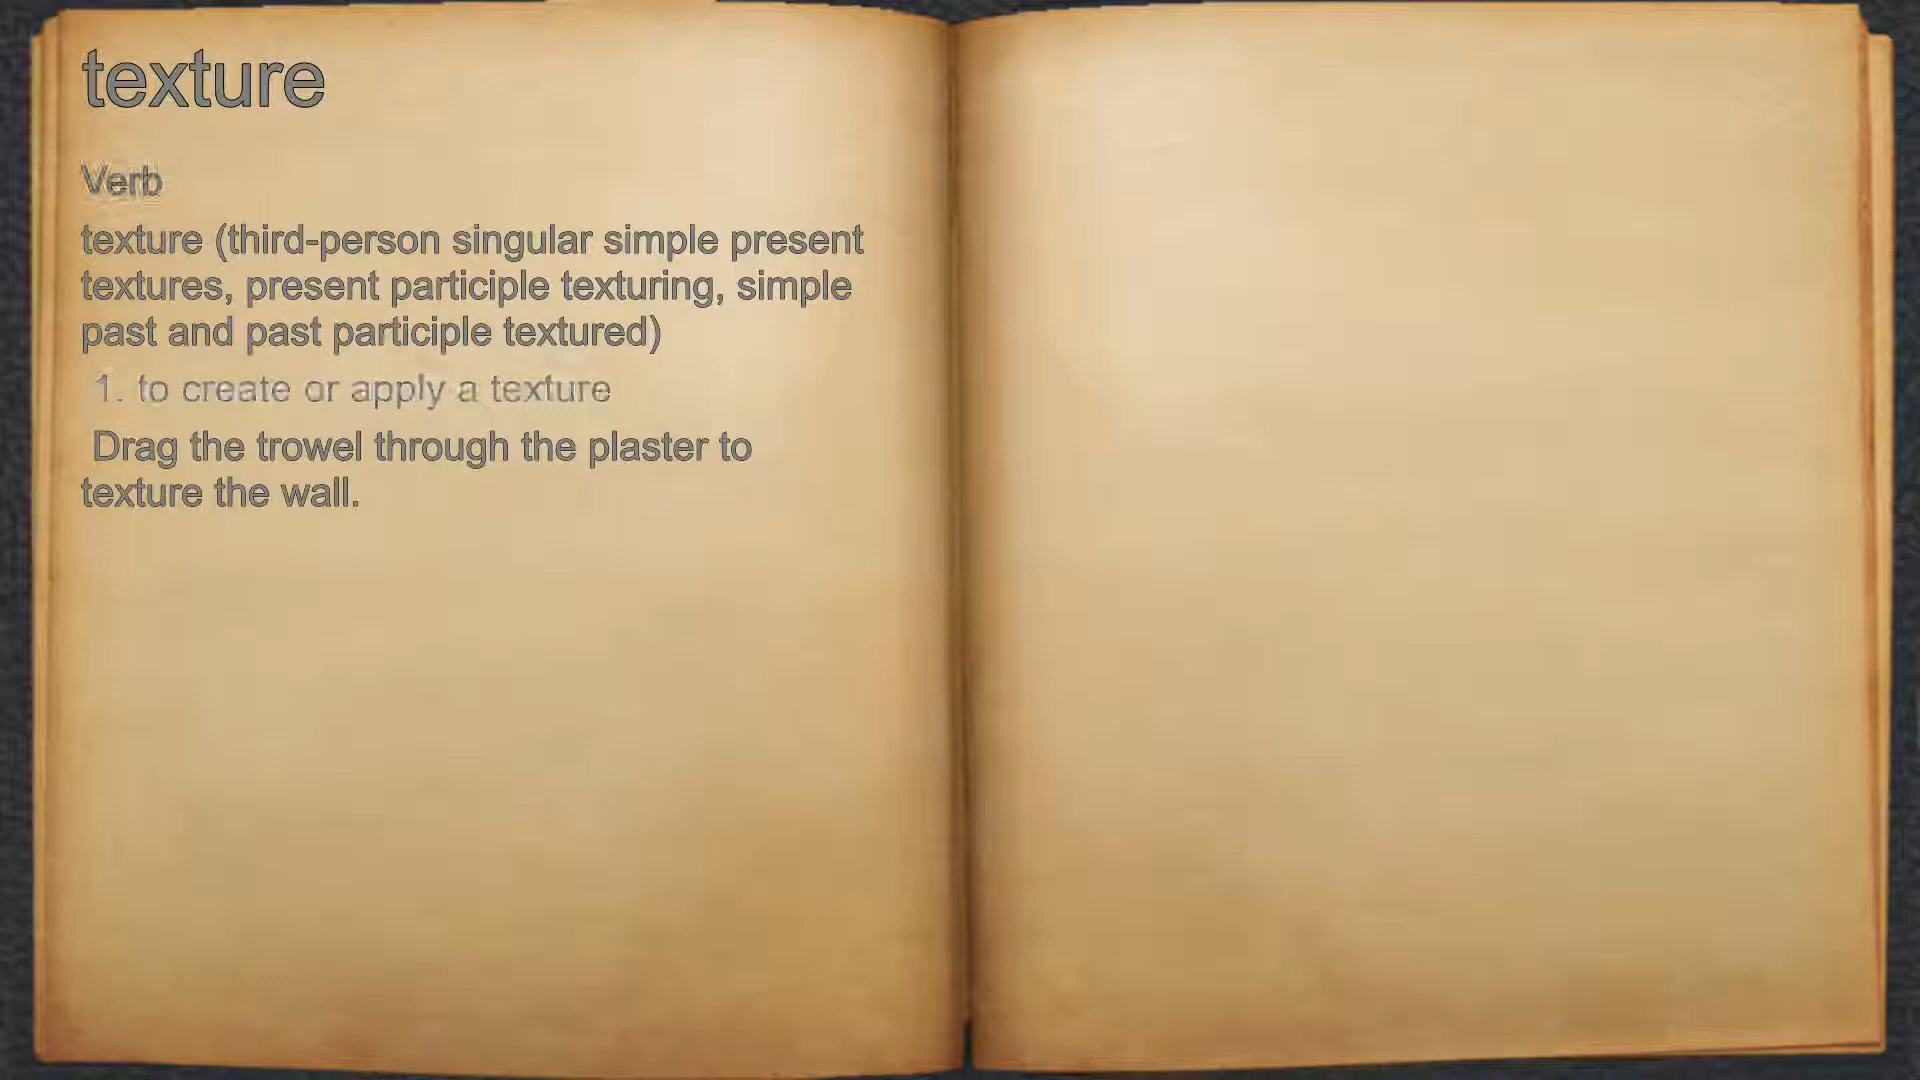 texture
Verb
texture (third-person singular simple present
textures, present participle texturing, simple
past and past participle textured)
1. to create or apply a texture
Drag the trowel through the plaster to
texture the wall.